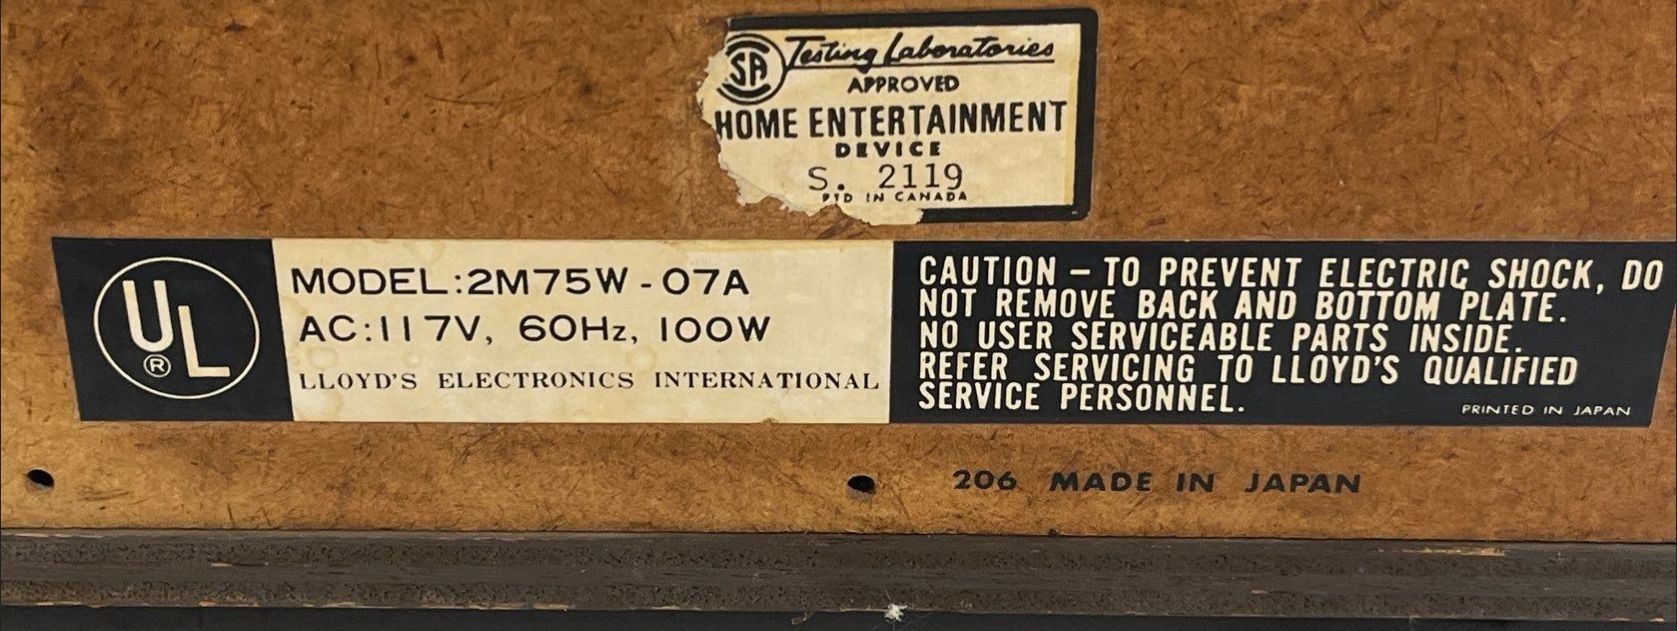 SA Testing Laboratories
APPROVED
HOME ENTERTAINMENT
DEVICE
S. 2119
PTD IN CANADA
UL
®
MODEL:2M75W-07A
AC:117V, 60Hz, 100W
LLOYD'S ELECTRONICS INTERNATIONAL
CAUTION – TO PREVENT ELECTRIC SHOCK, DO
NOT REMOVE BACK AND BOTTOM PLATE.
NO USER SERVICEABLE PARTS INSIDE.
REFER SERVICING TO LLOYD'S QUALIFIED
SERVICE PERSONNEL.
PRINTED IN JAPAN
206 MADE IN JAPAN